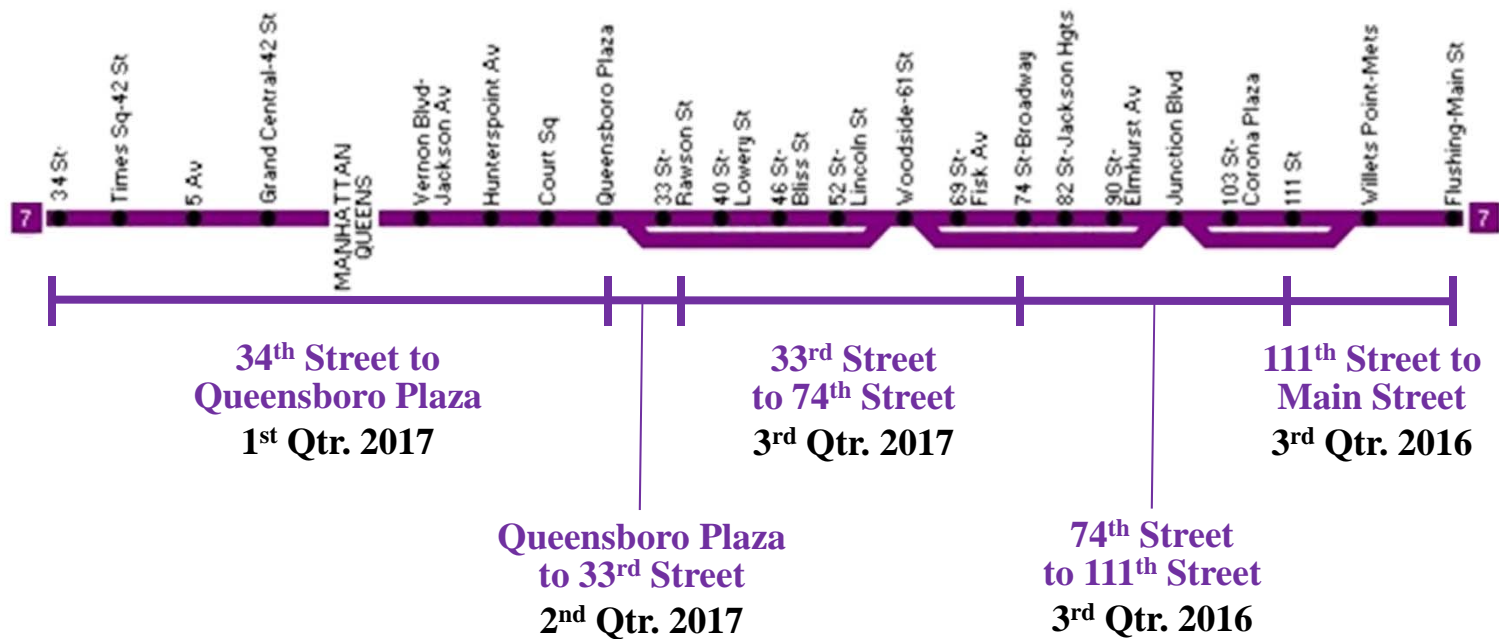 34 St-
Times Sq-42 St
5 Av
Grand Central-42 St
MANHATTAN
QUEENS
Vernon Blvd-
Jackson Av
Hunterspoint Av
Court Sq
Queensboro Plaza
33 St-
Rawson St
40 St-
Lowery St
46 St-
Bliss St
52 St-
Lincoln St
Woodside-61 St
69 St-
Fisk Av
74 St-Broadway
82 St-Jackson Hgts
90 St-
Elmhurst Av
Junction Blvd
103 St-
Corona Plaza
111 St
Willets Point-Mets
Flushing-Main St
7
7
34th Street to
Queensboro Plaza
1st Qtr. 2017
33rd Street
to 74th Street
3rd Qtr. 2017
111th Street to
Main Street
3rd Qtr. 2016
Queensboro Plaza
to 33rd Street
2nd Qtr. 2017
74th Street
to 111th Street
3rd Qtr. 2016